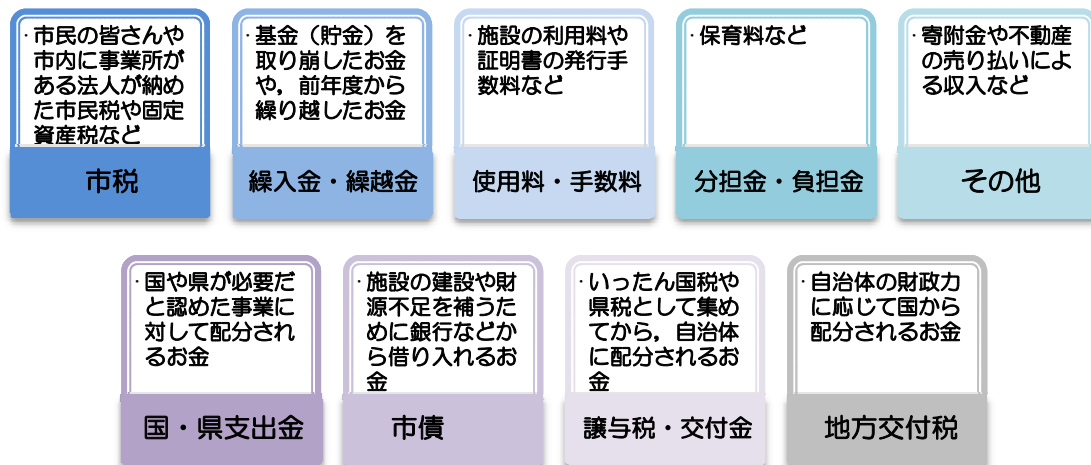 ・市民の皆さんや
市内に事業所が
ある法人が納め
た市民税や固定
資産税など
市税
・基金（貯金）を
取り崩したお金
や，前年度から
繰り越したお金
繰入金・繰越金
・施設の利用料や
証明書の発行手
数料など
使用料・手数料
・保育料など
分担金・負担金
・寄附金や不動産
の売り払いによ
る収入など
その他
・国や県が必要だ
と認めた事業に
対して配分され
るお金
国・県支出金
・施設の建設や財
源不足を補うた
めに銀行などか
ら借り入れるお
金
市債
・いったん国税や
県税として集め
てから，自治体
に配分されるお
金
譲与税・交付金
・自治体の財政力
に応じて国から
配分されるお金
地方交付税